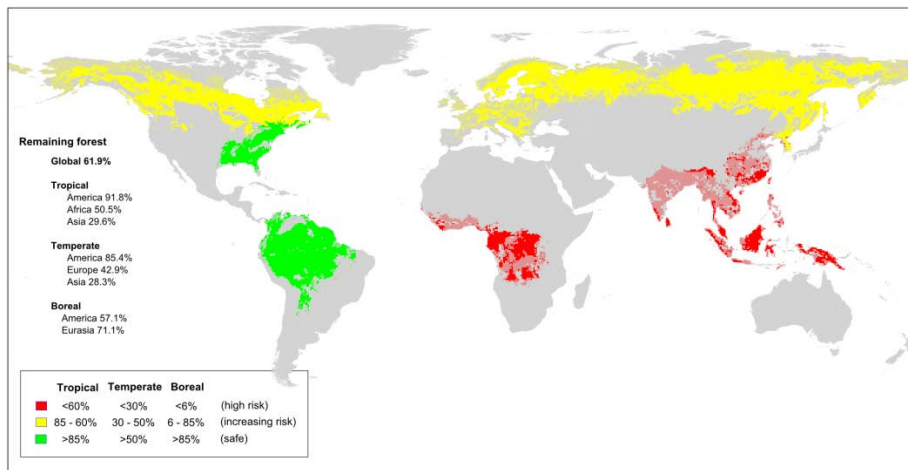 Remaining forest
Global 61.9%
Tropical
America 91.8%
Africa 50.5%
Asia 29.6%
Temperate
America 85.4%
Europe 42.9%
Asia 28.3%
Boreal
America 57.1%
Eurasia 71.1%
Tropical Temperate Boreal
<60% <30% <6% (high risk)
85 - 60% 30 - 50% 6 - 85% (increasing risk)
>85% >50% >85% (safe)